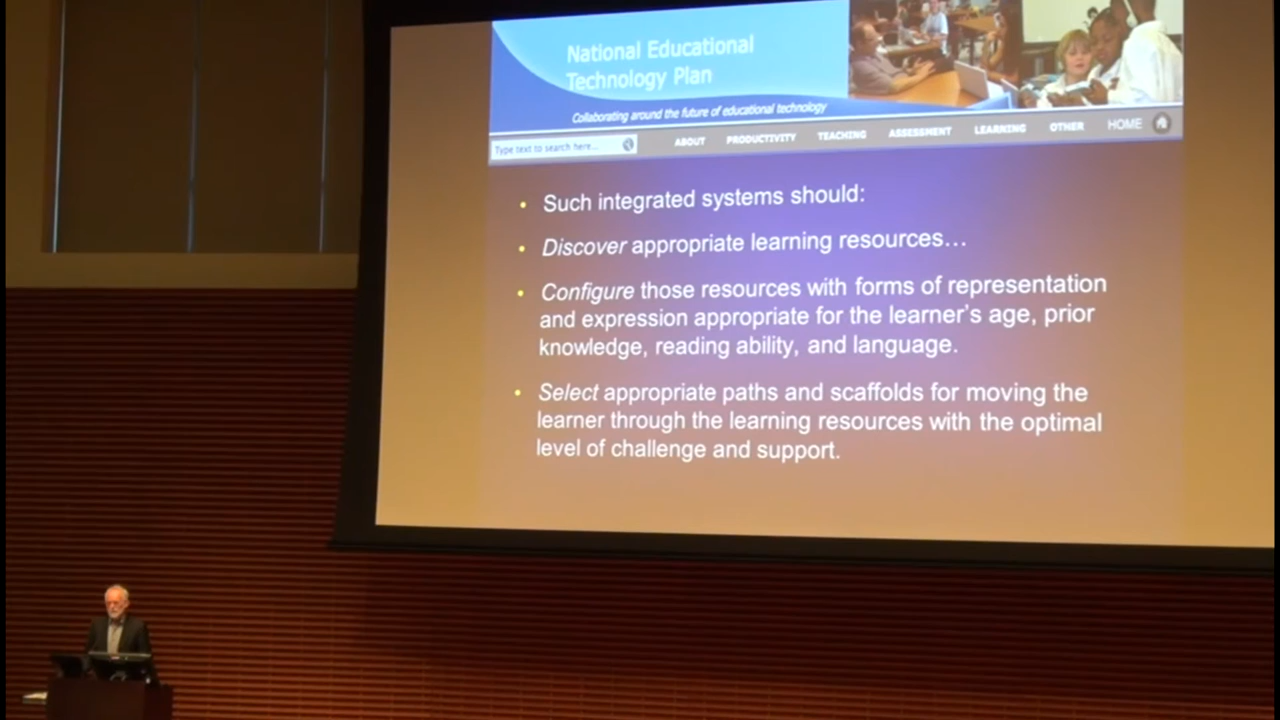 National Educational
Technology Plan
Collaborating around the future of educational technology
Type text to search here...
ABOUT PRODUCTIVITY TEACHING ASSESSMENT LEARNING OTHER HOME
• Such integrated systems should:
• Discover appropriate learning resources…
• Configure those resources with forms of representation
and expression appropriate for the learner's age, prior
knowledge, reading ability, and language.
• Select appropriate paths and scaffolds for moving the
learner through the learning resources with the optimal
level of challenge and support.